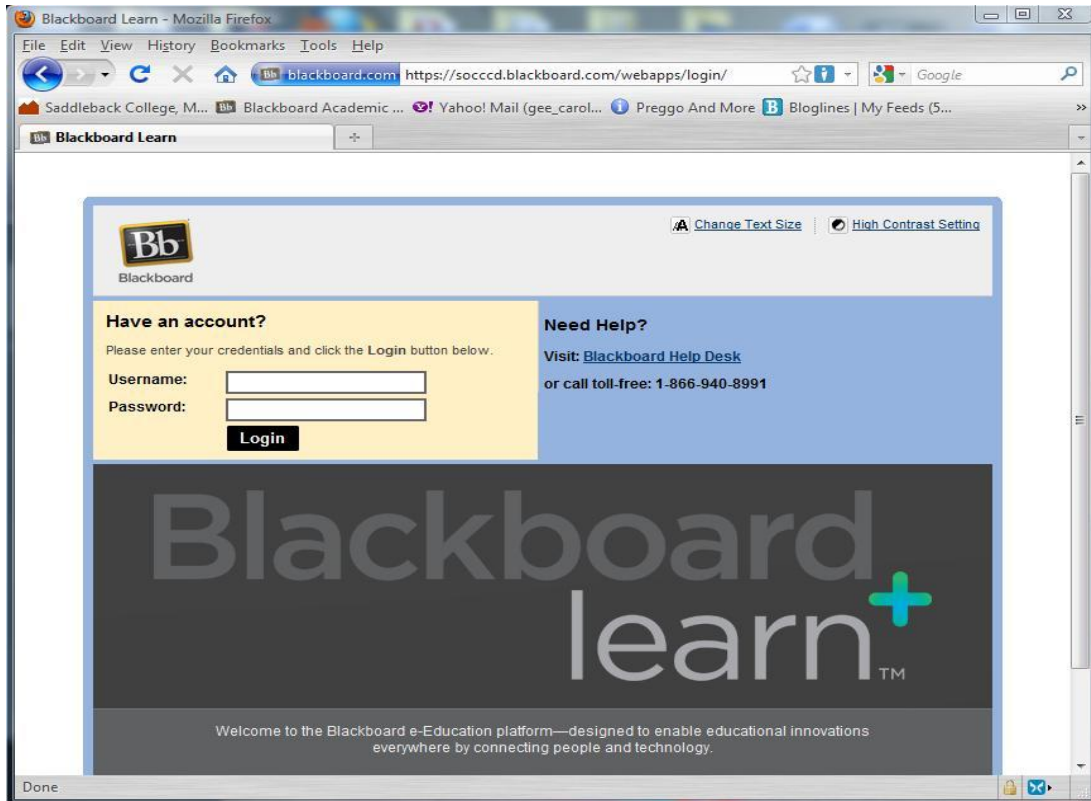 Blackboard Learn - Mozilla Firefox
File Edit View History Bookmarks Tools Help
Bb blackboard.com https://socccd.blackboard.com/webapps/login/ Google
Saddleback College, M... Bb Blackboard Academic ... Yahoo! Mail (gee_carol... Preggo And More B Bloglines | My Feeds (5... »
Bb Blackboard Learn
Bb
Blackboard
A Change Text Size High Contrast Setting
Have an account?
Please enter your credentials and click the Login button below.
Username:
Password:
Login
Need Help?
Visit: Blackboard Help Desk
or call toll-free: 1-866-940-8991
Blackboard
learn+™
Welcome to the Blackboard e-Education platform—designed to enable educational innovations
everywhere by connecting people and technology.
Done